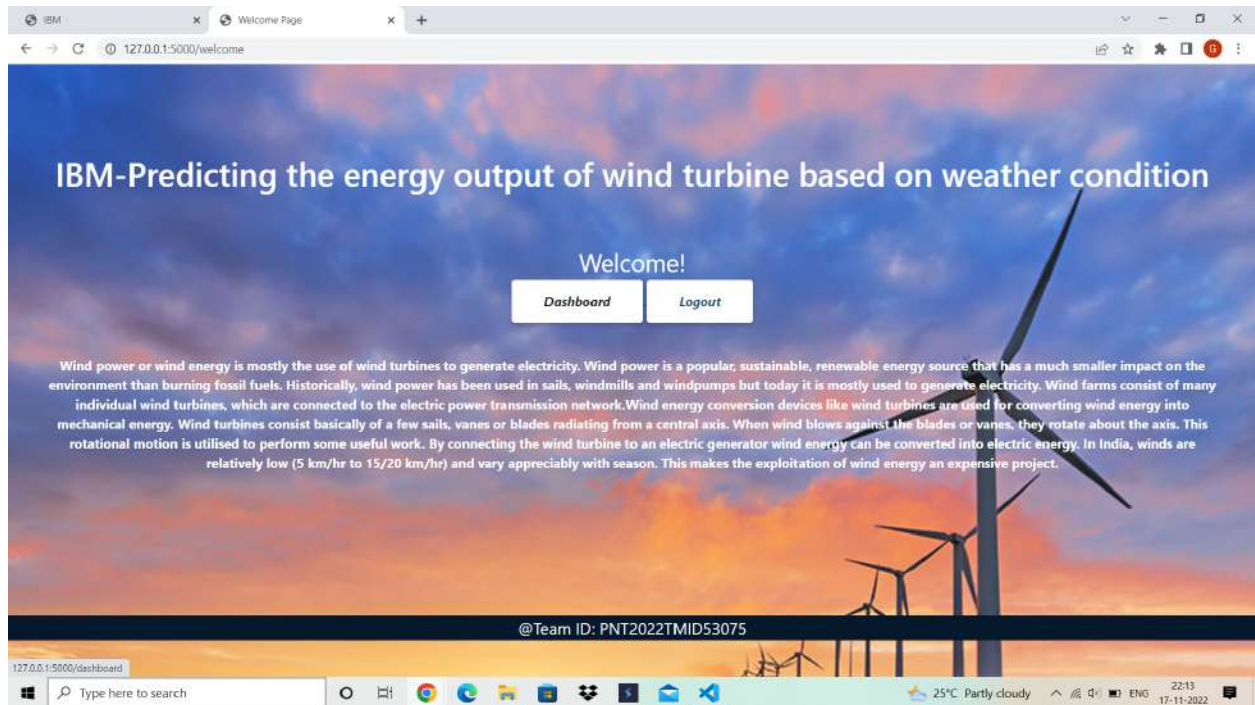 IBM
Welcome Page
127.0.0.1:5000/welcome
G
IBM-Predicting the energy output of wind turbine based on weather condition
Welcome!
Dashboard Logout
Wind power or wind energy is mostly the use of wind turbines to generate electricity. Wind power is a popular, sustainable, renewable energy source that has a much smaller impact on the
environment than burning fossil fuels. Historically, wind power has been used in sails, windmills and windpumps but today it is mostly used to generate electricity. Wind farms consist of many
individual wind turbines, which are connected to the electric power transmission network.Wind energy conversion devices like wind turbines are used for converting wind energy into
mechanical energy. Wind turbines consist basically of a few sails, vanes or blades radiating from a central axis. When wind blows against the blades or vanes, they rotate about the axis. This
rotational motion is utilised to perform some useful work. By connecting the wind turbine to an electric generator wind energy can be converted into electric energy. In India, winds are
relatively low (5 km/hr to 15/20 km/hr) and vary appreciably with season. This makes the exploitation of wind energy an expensive project.
@Team ID: PNT2022TMID53075
127.0.0.1:5000/dashboard
Type here to search
25°C Partly cloudy
ENG
22:13
17-11-2022